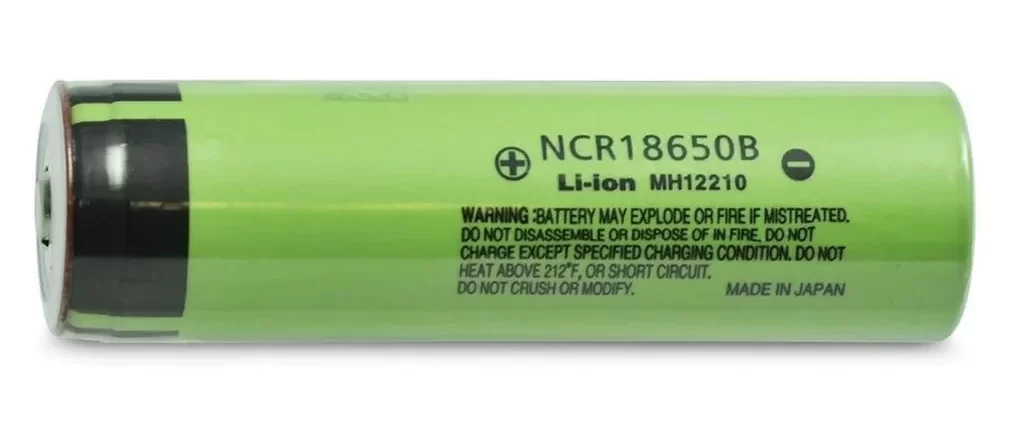 NCR18650B
Li-ion MH12210
WARNING:BATTERY MAY EXPLODE OR FIRE IF MISTREATED.
DO NOT DISASSEMBLE OR DISPOSE OF IN FIRE. DO NOT
CHARGE EXCEPT SPECIFIED CHARGING CONDITION. DO NOT
HEAT ABOVE 212°F, OR SHORT CIRCUIT.
DO NOT CRUSH OR MODIFY. MADE IN JAPAN